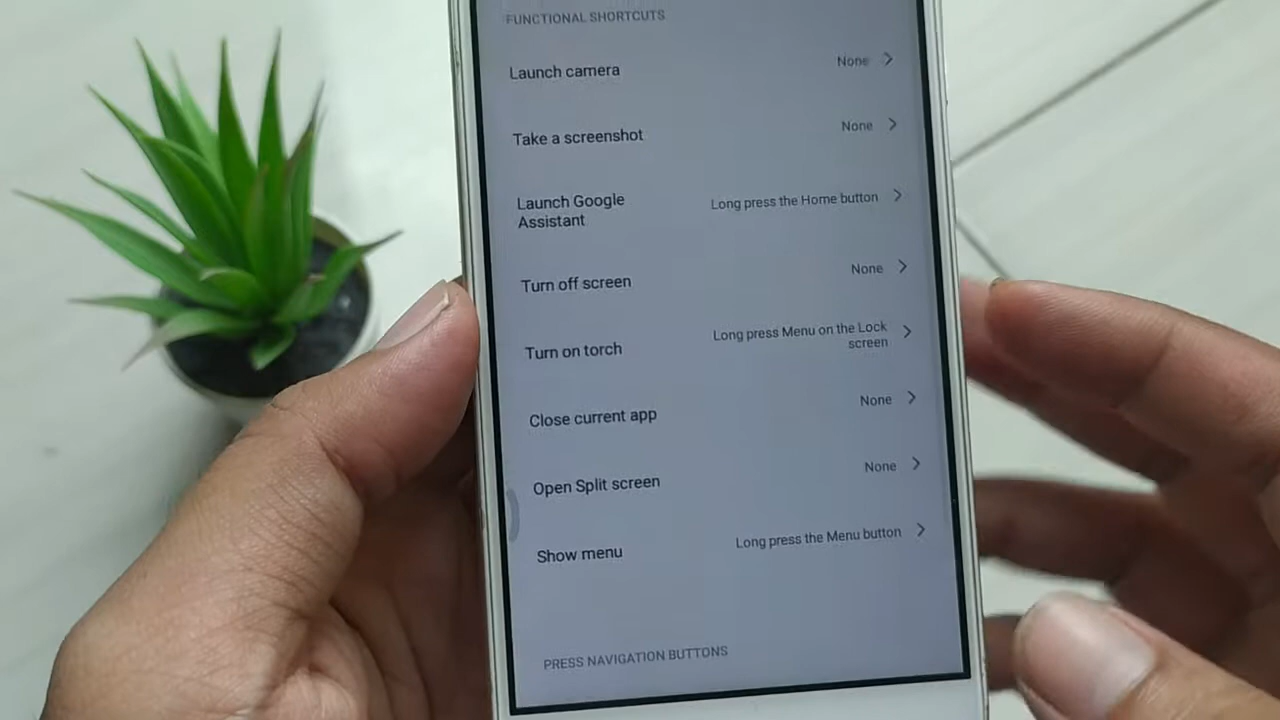 FUNCTIONAL SHORTCUTS
Launch camera
None
Take a screenshot
None
Launch Google
Assistant
Long press the Home button
Turn off screen
None
Turn on torch
Long press Menu on the Lock
screen
Close current app
None
Open Split screen
None
Show menu
Long press the Menu button
PRESS NAVIGATION BUTTONS